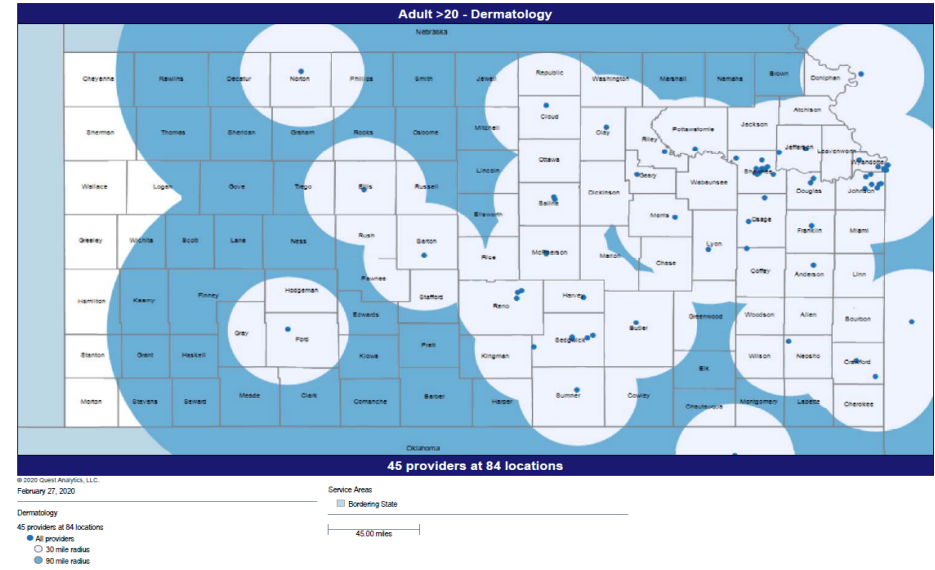 Adult >20 - Dermatology
Nebraska
Cheyenne Rawlins Decatur Norton Phillips Smith Jewell Republic Washington Marshall Nemaha Brown Doniphan
Atchison
Sherman Thomas Sheridan Graham Rooks Osborne Mitchell Cloud Clay Riley Pottawatomie Jackson Jefferson Leavenworth
Wyandotte
Wallace Logan Gove Trego Ellis Russell Lincoln Ottawa Saline Dickinson Geary Wabaunsee Shawnee Douglas Johnson
Ellsworth Morris Osage Franklin Miami
Greeley Wichita Scott Lane Ness Rush Barton Rice McPherson Marion Chase Lyon Coffey Anderson Linn
Pawnee
Hamilton Kearny Finney Hodgeman Stafford Reno Harvey
Edwards Greenwood Woodson Allen Bourbon
Gray Ford Butler
Stanton Grant Haskell Kiowa Pratt Kingman Sedgwick Wilson Neosho Crawford
Elk
Morton Stevens Seward Meade Clark Comanche Barber Harper Sumner Cowley Chautauqua Montgomery Labette Cherokee
Oklahoma
45 providers at 84 locations
© 2020 Quest Analytics, LLC.
February 27, 2020
Service Areas
Bordering State
Dermatology
45 providers at 84 locations
45.00 miles
All providers
30 mile radius
90 mile radius